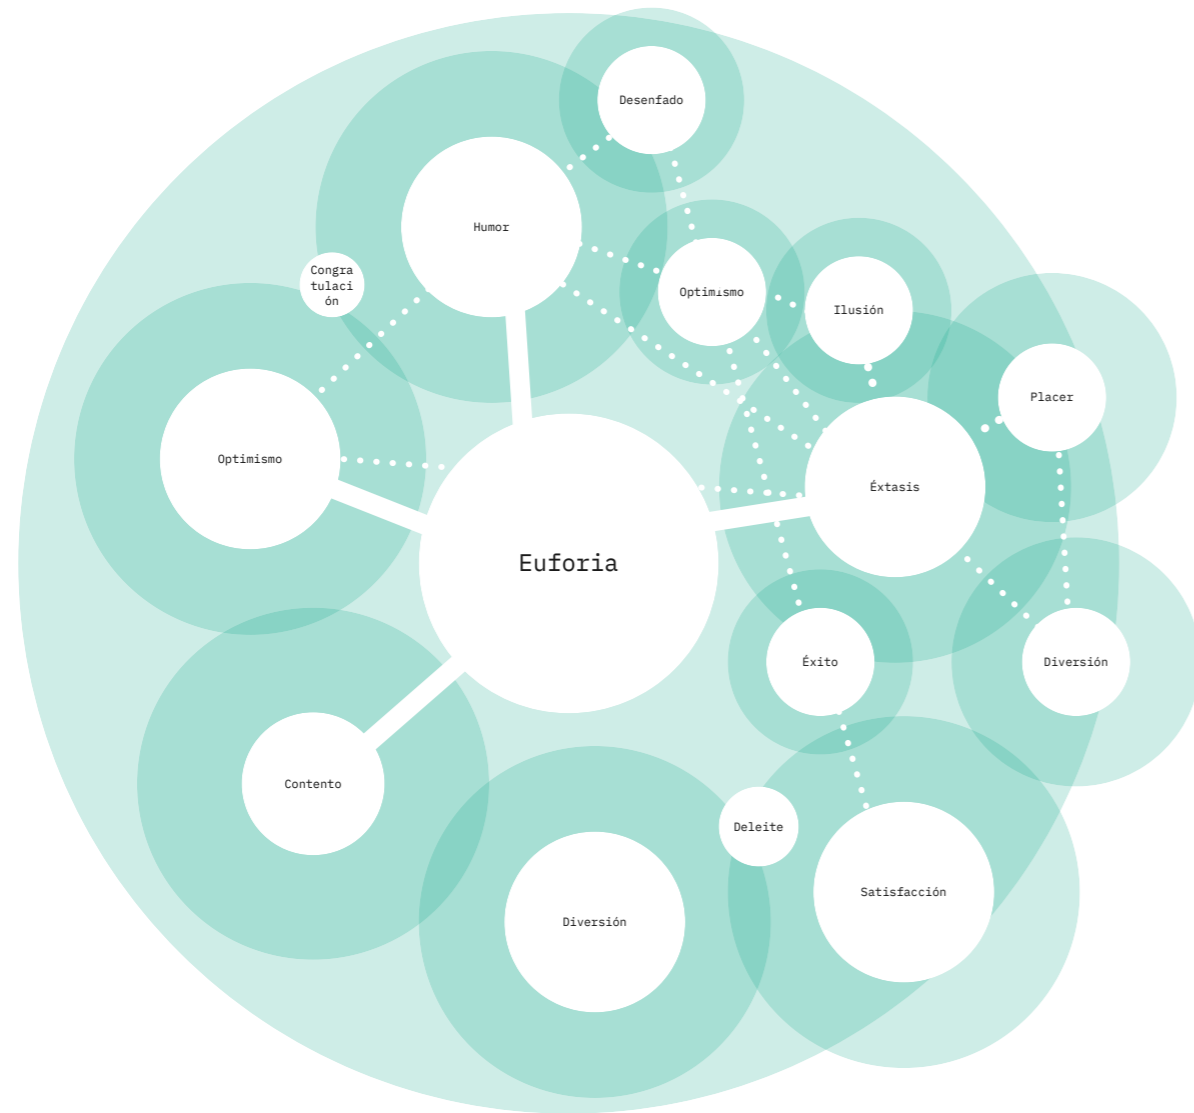 Desenfado
Humor
Congra
tulaci
ón
Optimismo
Ilusión
Placer
Optimismo
Éxtasis
Euforia
Éxito
Diversión
Contento
Deleite
Satisfacción
Diversión